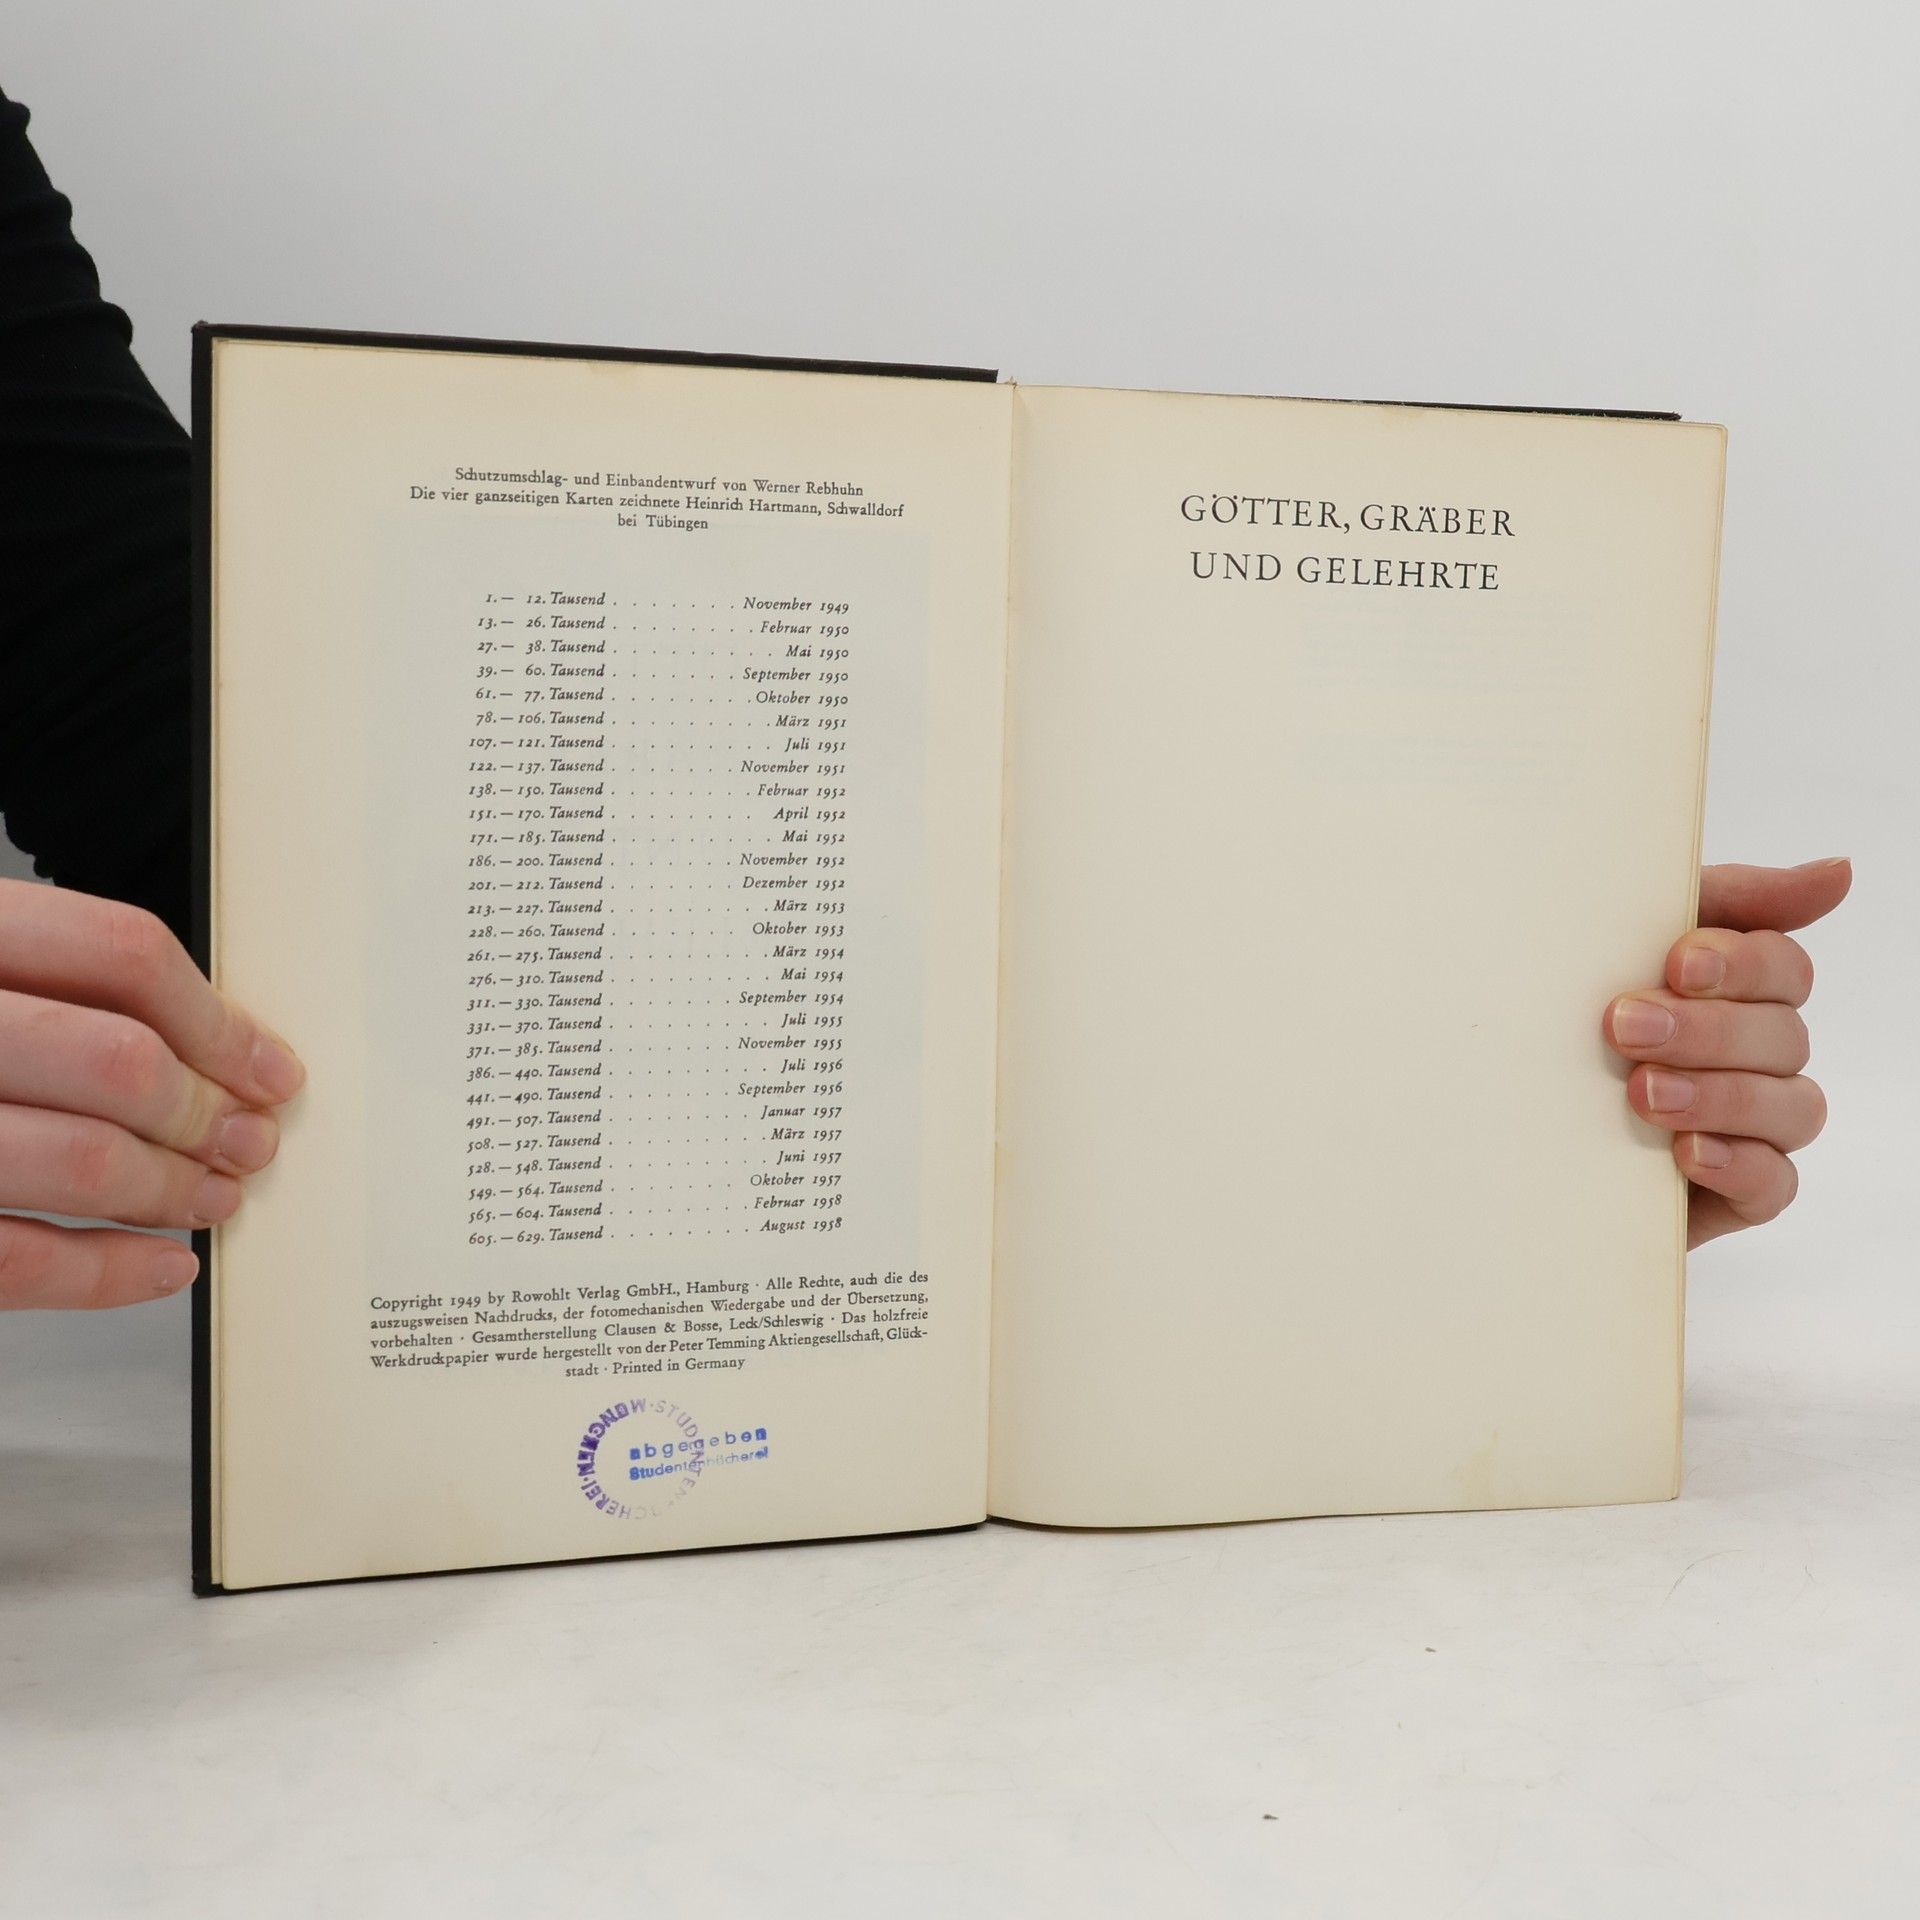 Schutzumschlag- und Einbandentwurf von Werner Rebhuhn
Die vier ganzseitigen Karten zeichnete Heinrich Hartmann, Schwalldorf
bei Tübingen
1.— 12. Tausend . . . . . . . November 1949
13.— 26. Tausend . . . . . . . . Februar 1950
27.— 38. Tausend . . . . . . . . . Mai 1950
39.— 60. Tausend . . . . . . . September 1950
61.— 77. Tausend . . . . . . . . Oktober 1950
78.— 106. Tausend . . . . . . . . . März 1951
107.— 121. Tausend . . . . . . . . . Juli 1951
122.— 137. Tausend . . . . . . . November 1951
138.— 150. Tausend . . . . . . . . Februar 1952
151.— 170. Tausend . . . . . . . . April 1952
171.— 185. Tausend . . . . . . . . . Mai 1952
186.— 200. Tausend . . . . . . . November 1952
201.— 212. Tausend . . . . . . . Dezember 1952
213.— 227. Tausend . . . . . . . . . März 1953
228.— 260. Tausend . . . . . . . Oktober 1953
261.— 275. Tausend . . . . . . . . . März 1954
276.— 310. Tausend . . . . . . . . . Mai 1954
311.— 330. Tausend . . . . . . . September 1954
331.— 370. Tausend . . . . . . . . . Juli 1955
371.— 385. Tausend . . . . . . . November 1955
386.— 440. Tausend . . . . . . . . . Juli 1956
441.— 490. Tausend . . . . . . . September 1956
491.— 507. Tausend . . . . . . . . Januar 1957
508.— 527. Tausend . . . . . . . . . März 1957
528.— 548. Tausend . . . . . . . . . Juni 1957
549.— 564. Tausend . . . . . . . Oktober 1957
565.— 604. Tausend . . . . . . . . Februar 1958
605.— 629. Tausend . . . . . . . . August 1958
Copyright 1949 by Rowohlt Verlag GmbH., Hamburg · Alle Rechte, auch die des
auszugsweisen Nachdrucks, der fotomechanischen Wiedergabe und der Übersetzung,
vorbehalten · Gesamtherstellung Clausen & Bosse, Leck/Schleswig · Das holzfreie
Werkdruckpapier wurde hergestellt von der Peter Temming Aktiengesellschaft, Glück-
stadt · Printed in Germany
abgegeben
Studentenbücherei
GÖTTER, GRÄBER
UND GELEHRTE